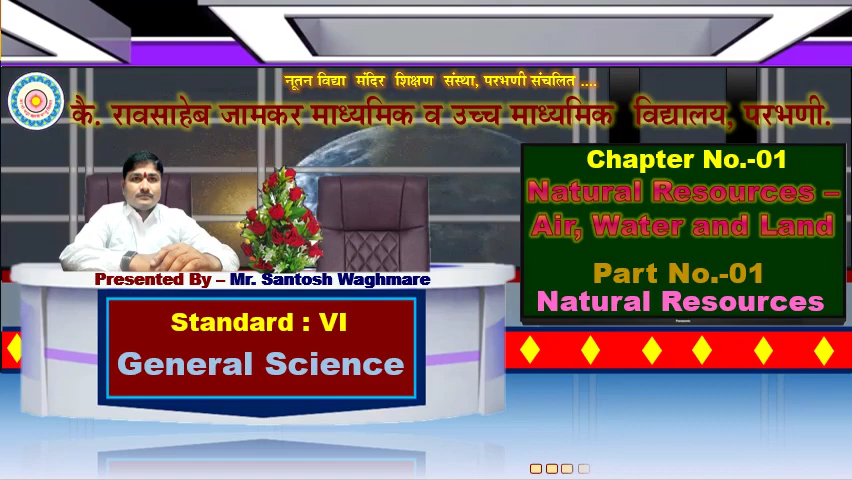 नूतन विद्या मंदिर शिक्षण संस्था, परभणी संचलित ....
कै. रावसाहेब जामकर माध्यमिक व उच्च माध्यमिक विद्यालय, परभणी.
Chapter No.-01
Natural Resources –
Air, Water and Land
Part No.-01
Natural Resources
Presented By – Mr. Santosh Waghmare
Standard : VI
General Science
Panasonic